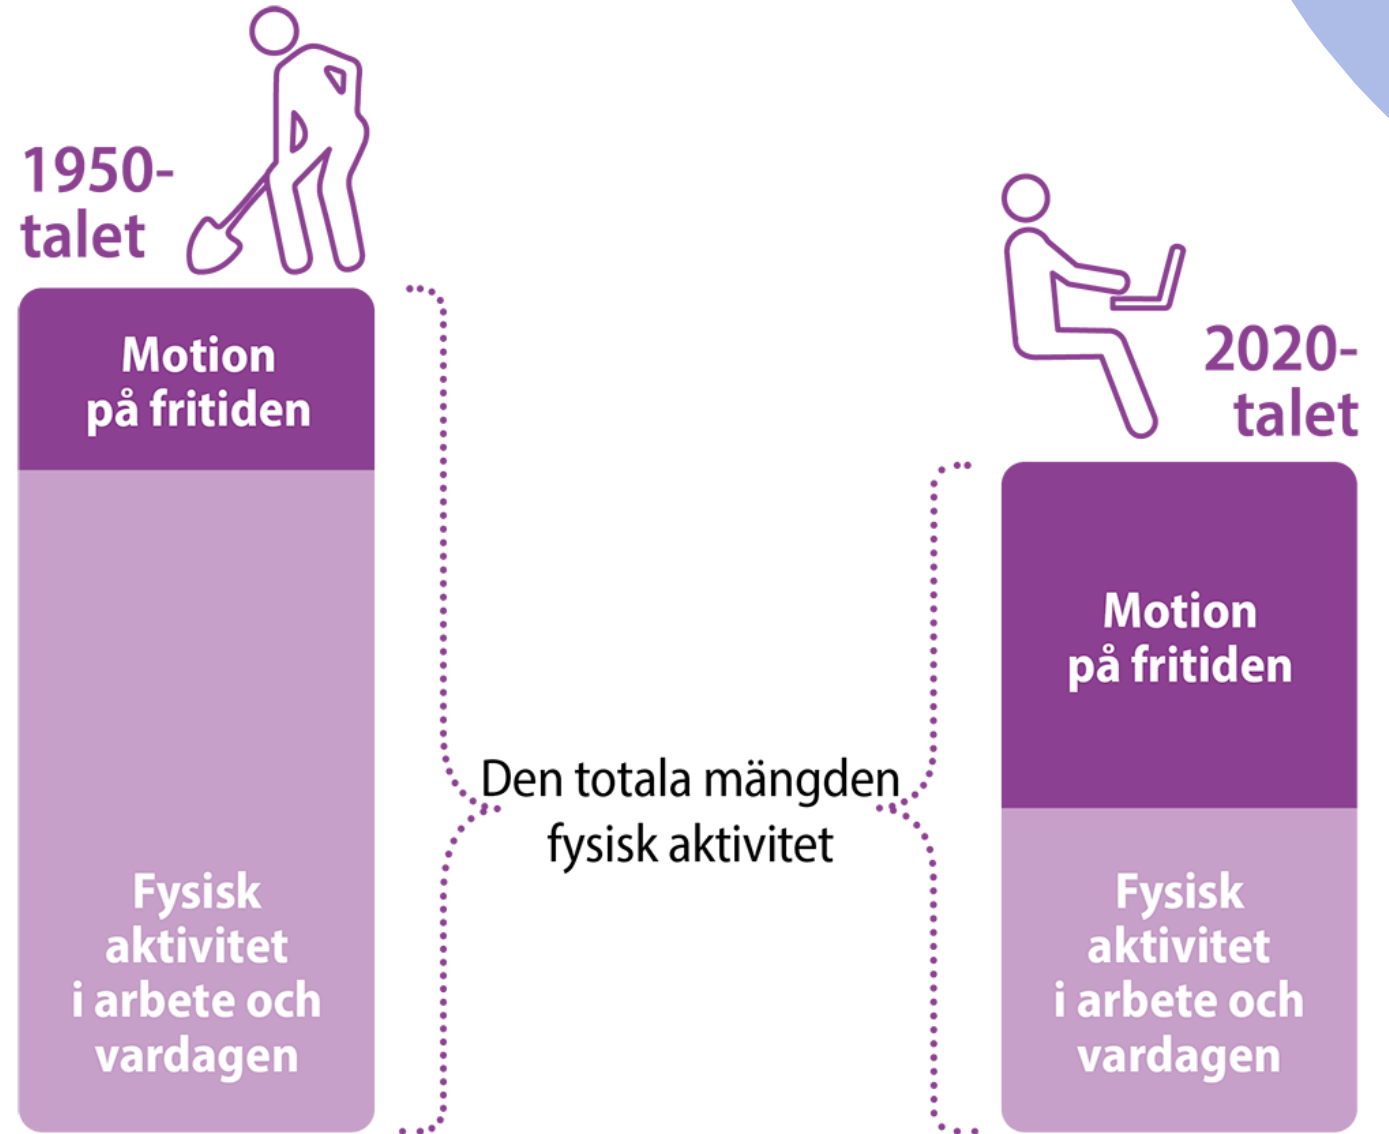 1950-
talet
Motion
på fritiden
Fysisk
aktivitet
i arbete och
vardagen
Den totala mängden
fysisk aktivitet
2020-
talet
Motion
på fritiden
Fysisk
aktivitet
i arbete och
vardagen